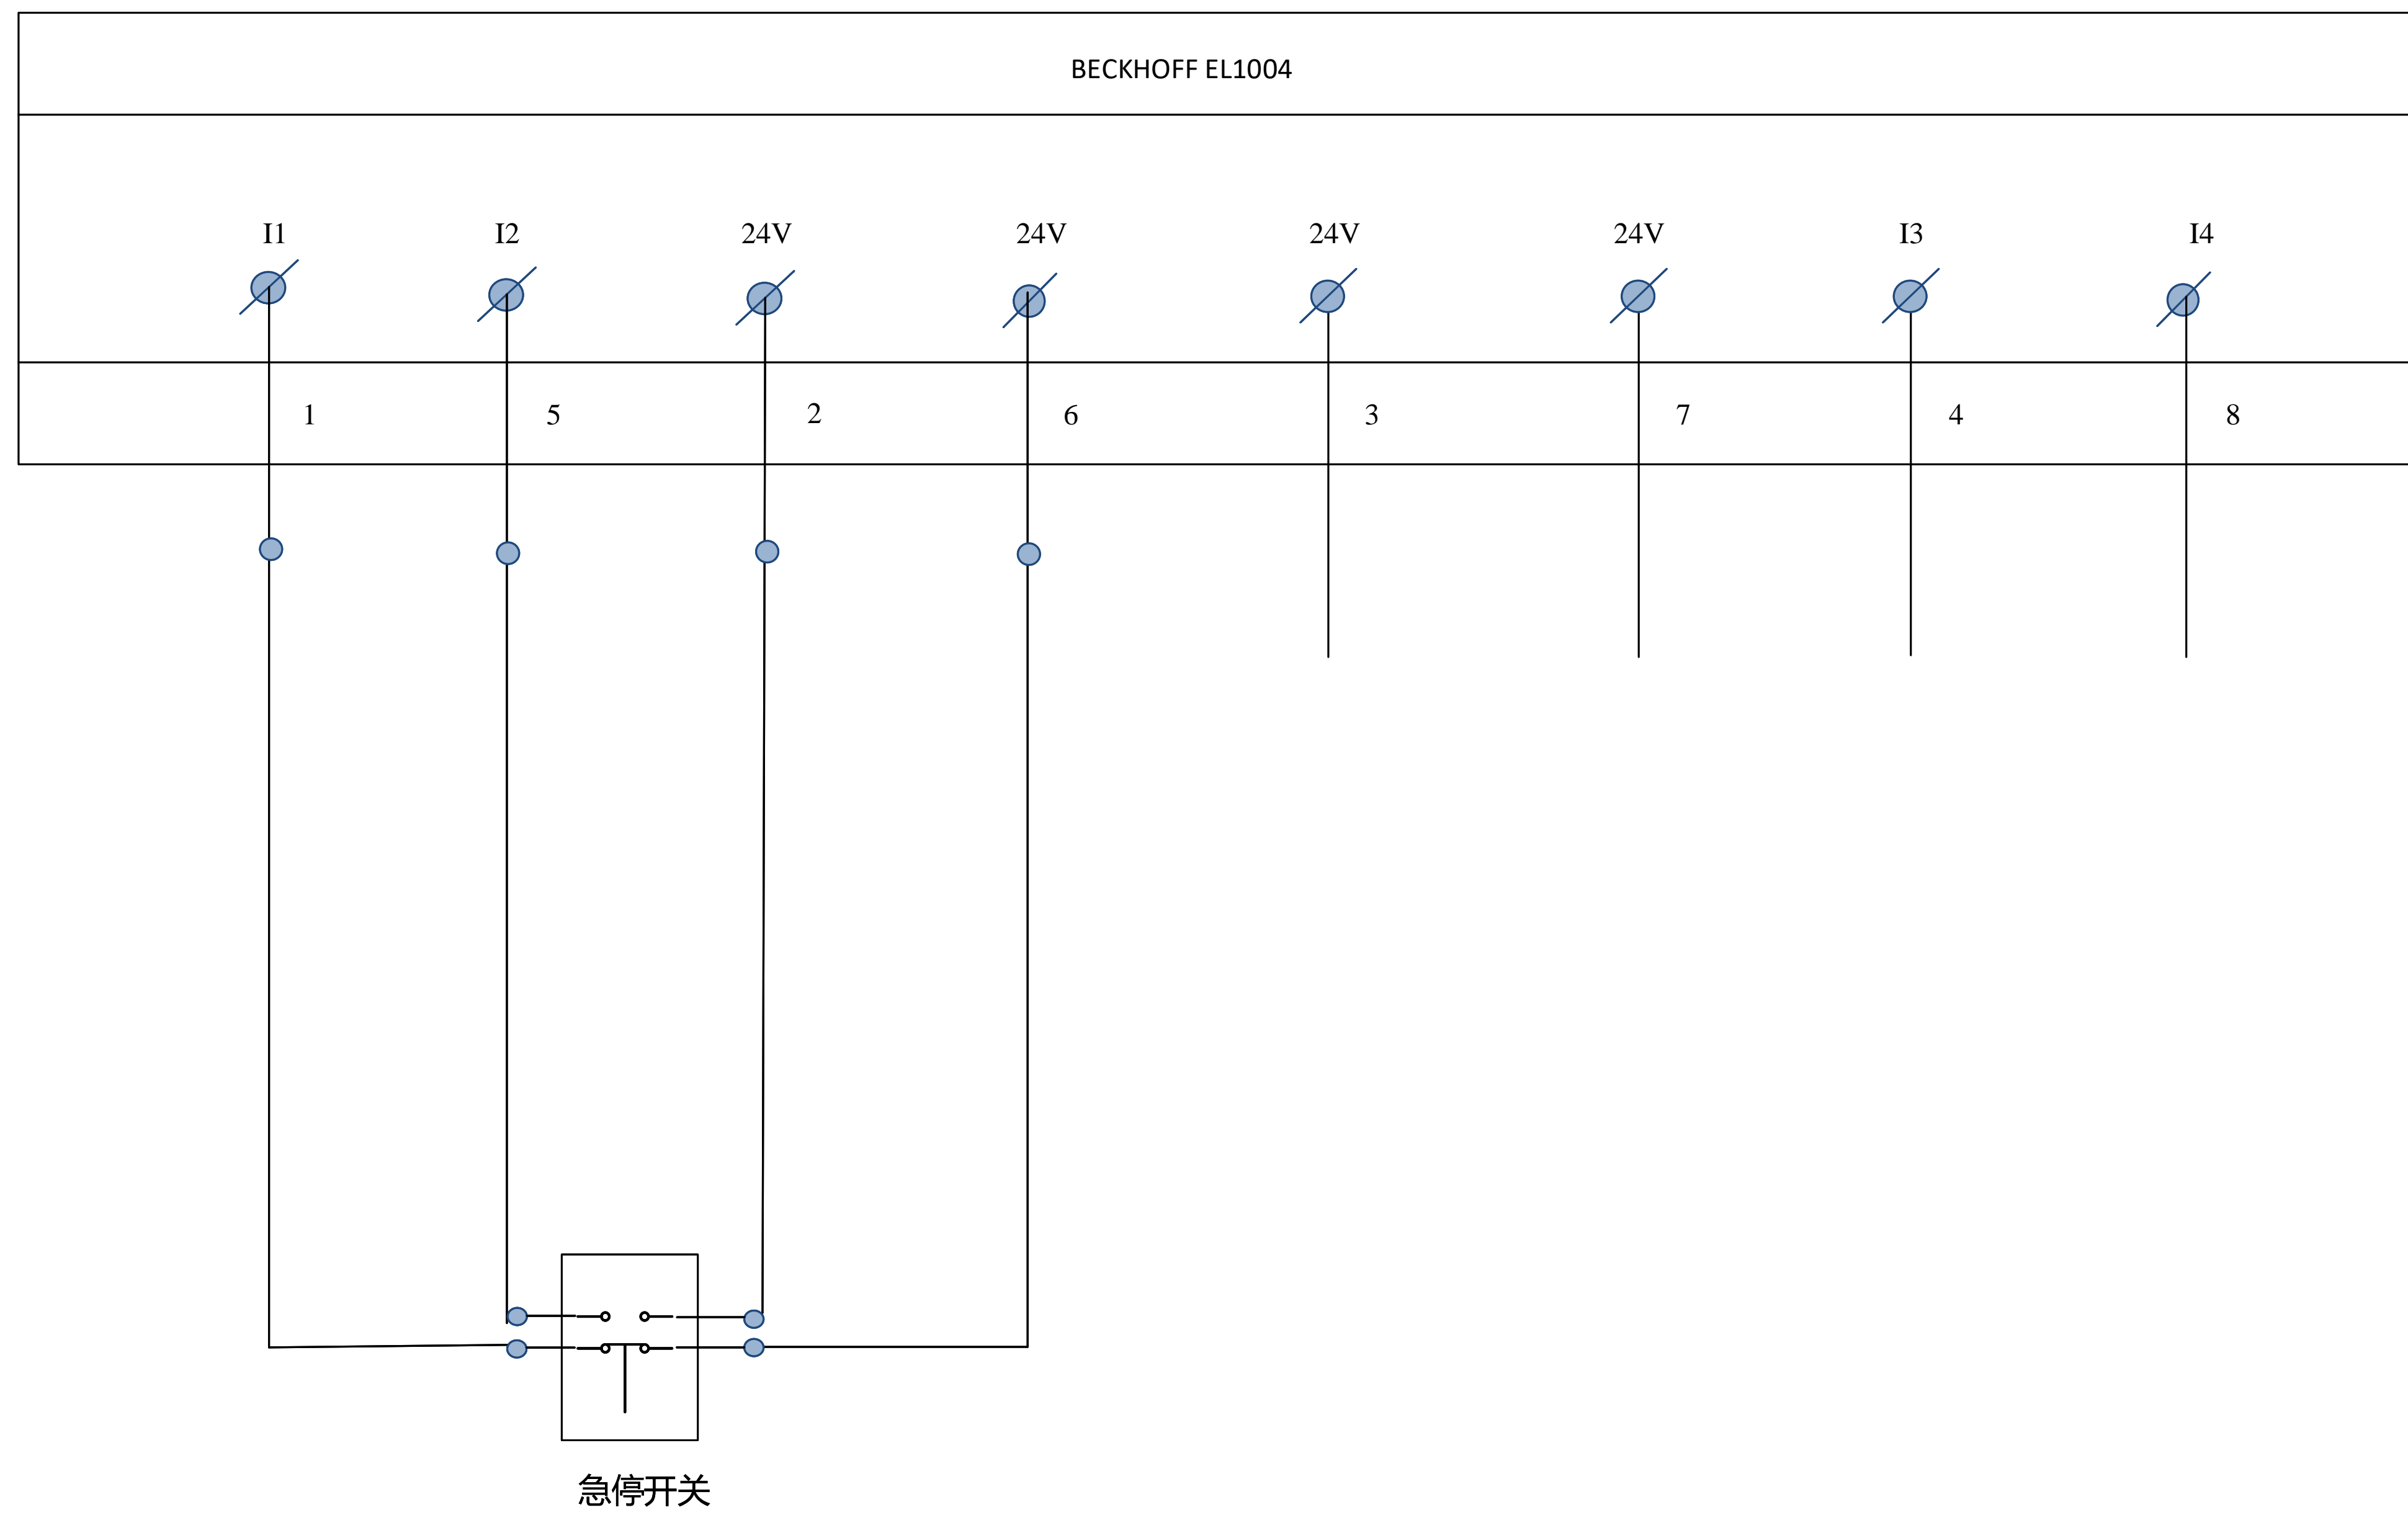 BECKHOFF EL1004
I1 I2 24V 24V 24V 24V I3 I4
1 5 2 6 3 7 4 8
急停开关